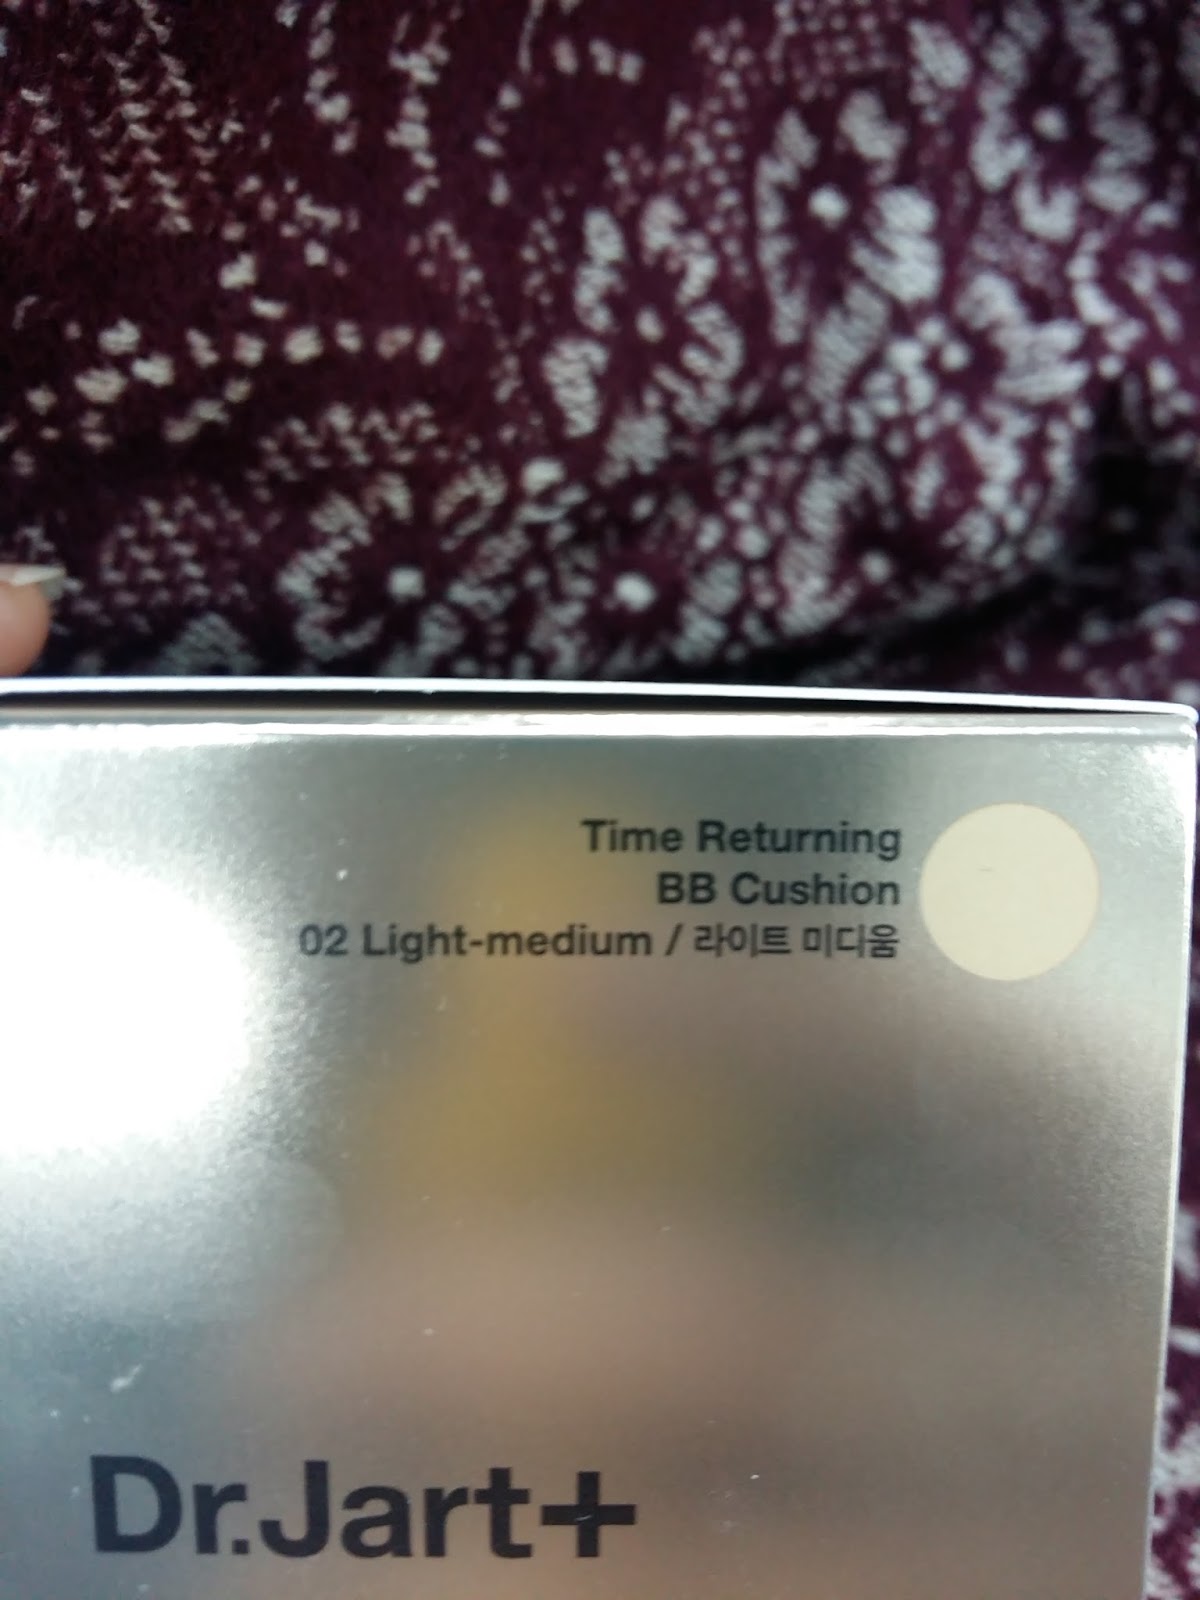 Time Returning
BB Cushion
02 Light-medium / 라이트 미디움
Dr.Jart+